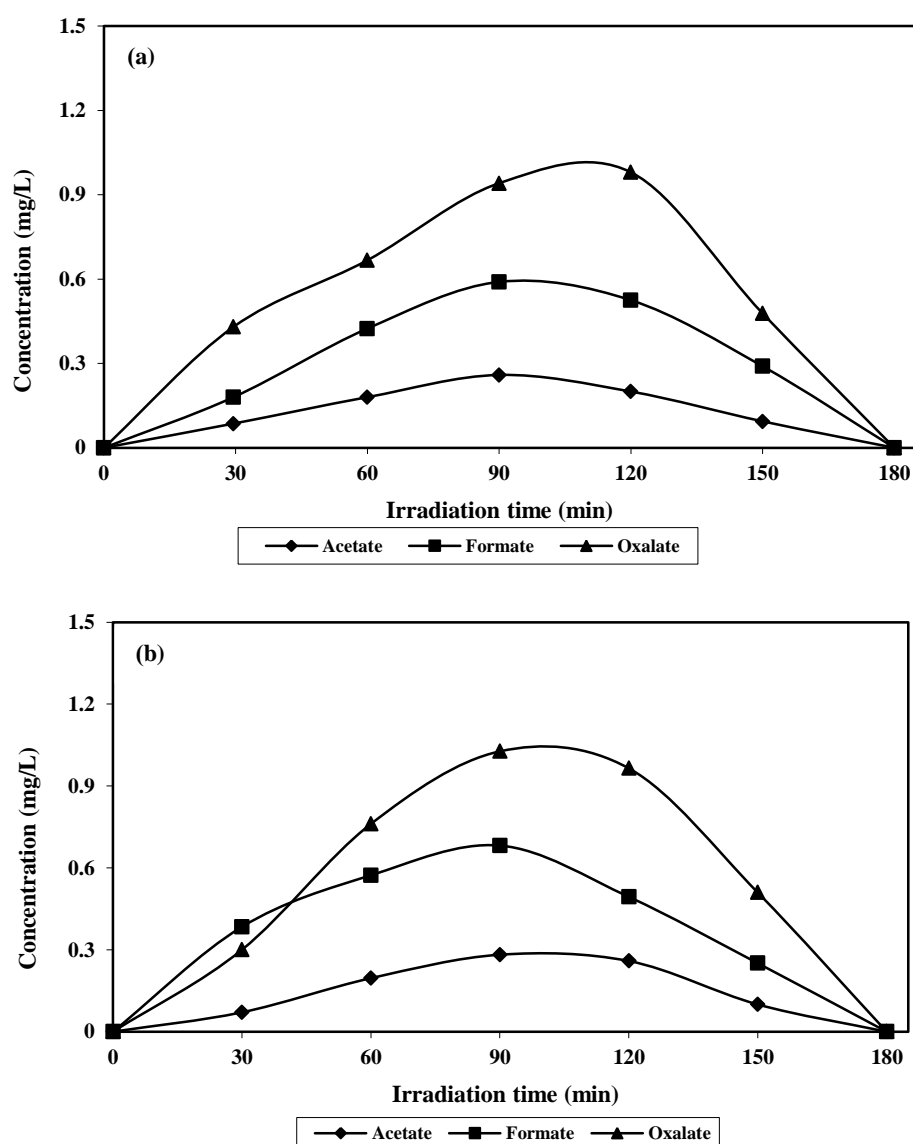 1.5
(a)
1.2
0.9
0.6
0.3
0
Concentration (mg/L)
0 30 60 90 120 150 180
Irradiation time (min)
Acetate Formate Oxalate
1.5
(b)
1.2
0.9
0.6
0.3
0
Concentration (mg/L)
0 30 60 90 120 150 180
Irradiation time (min)
Acetate Formate Oxalate